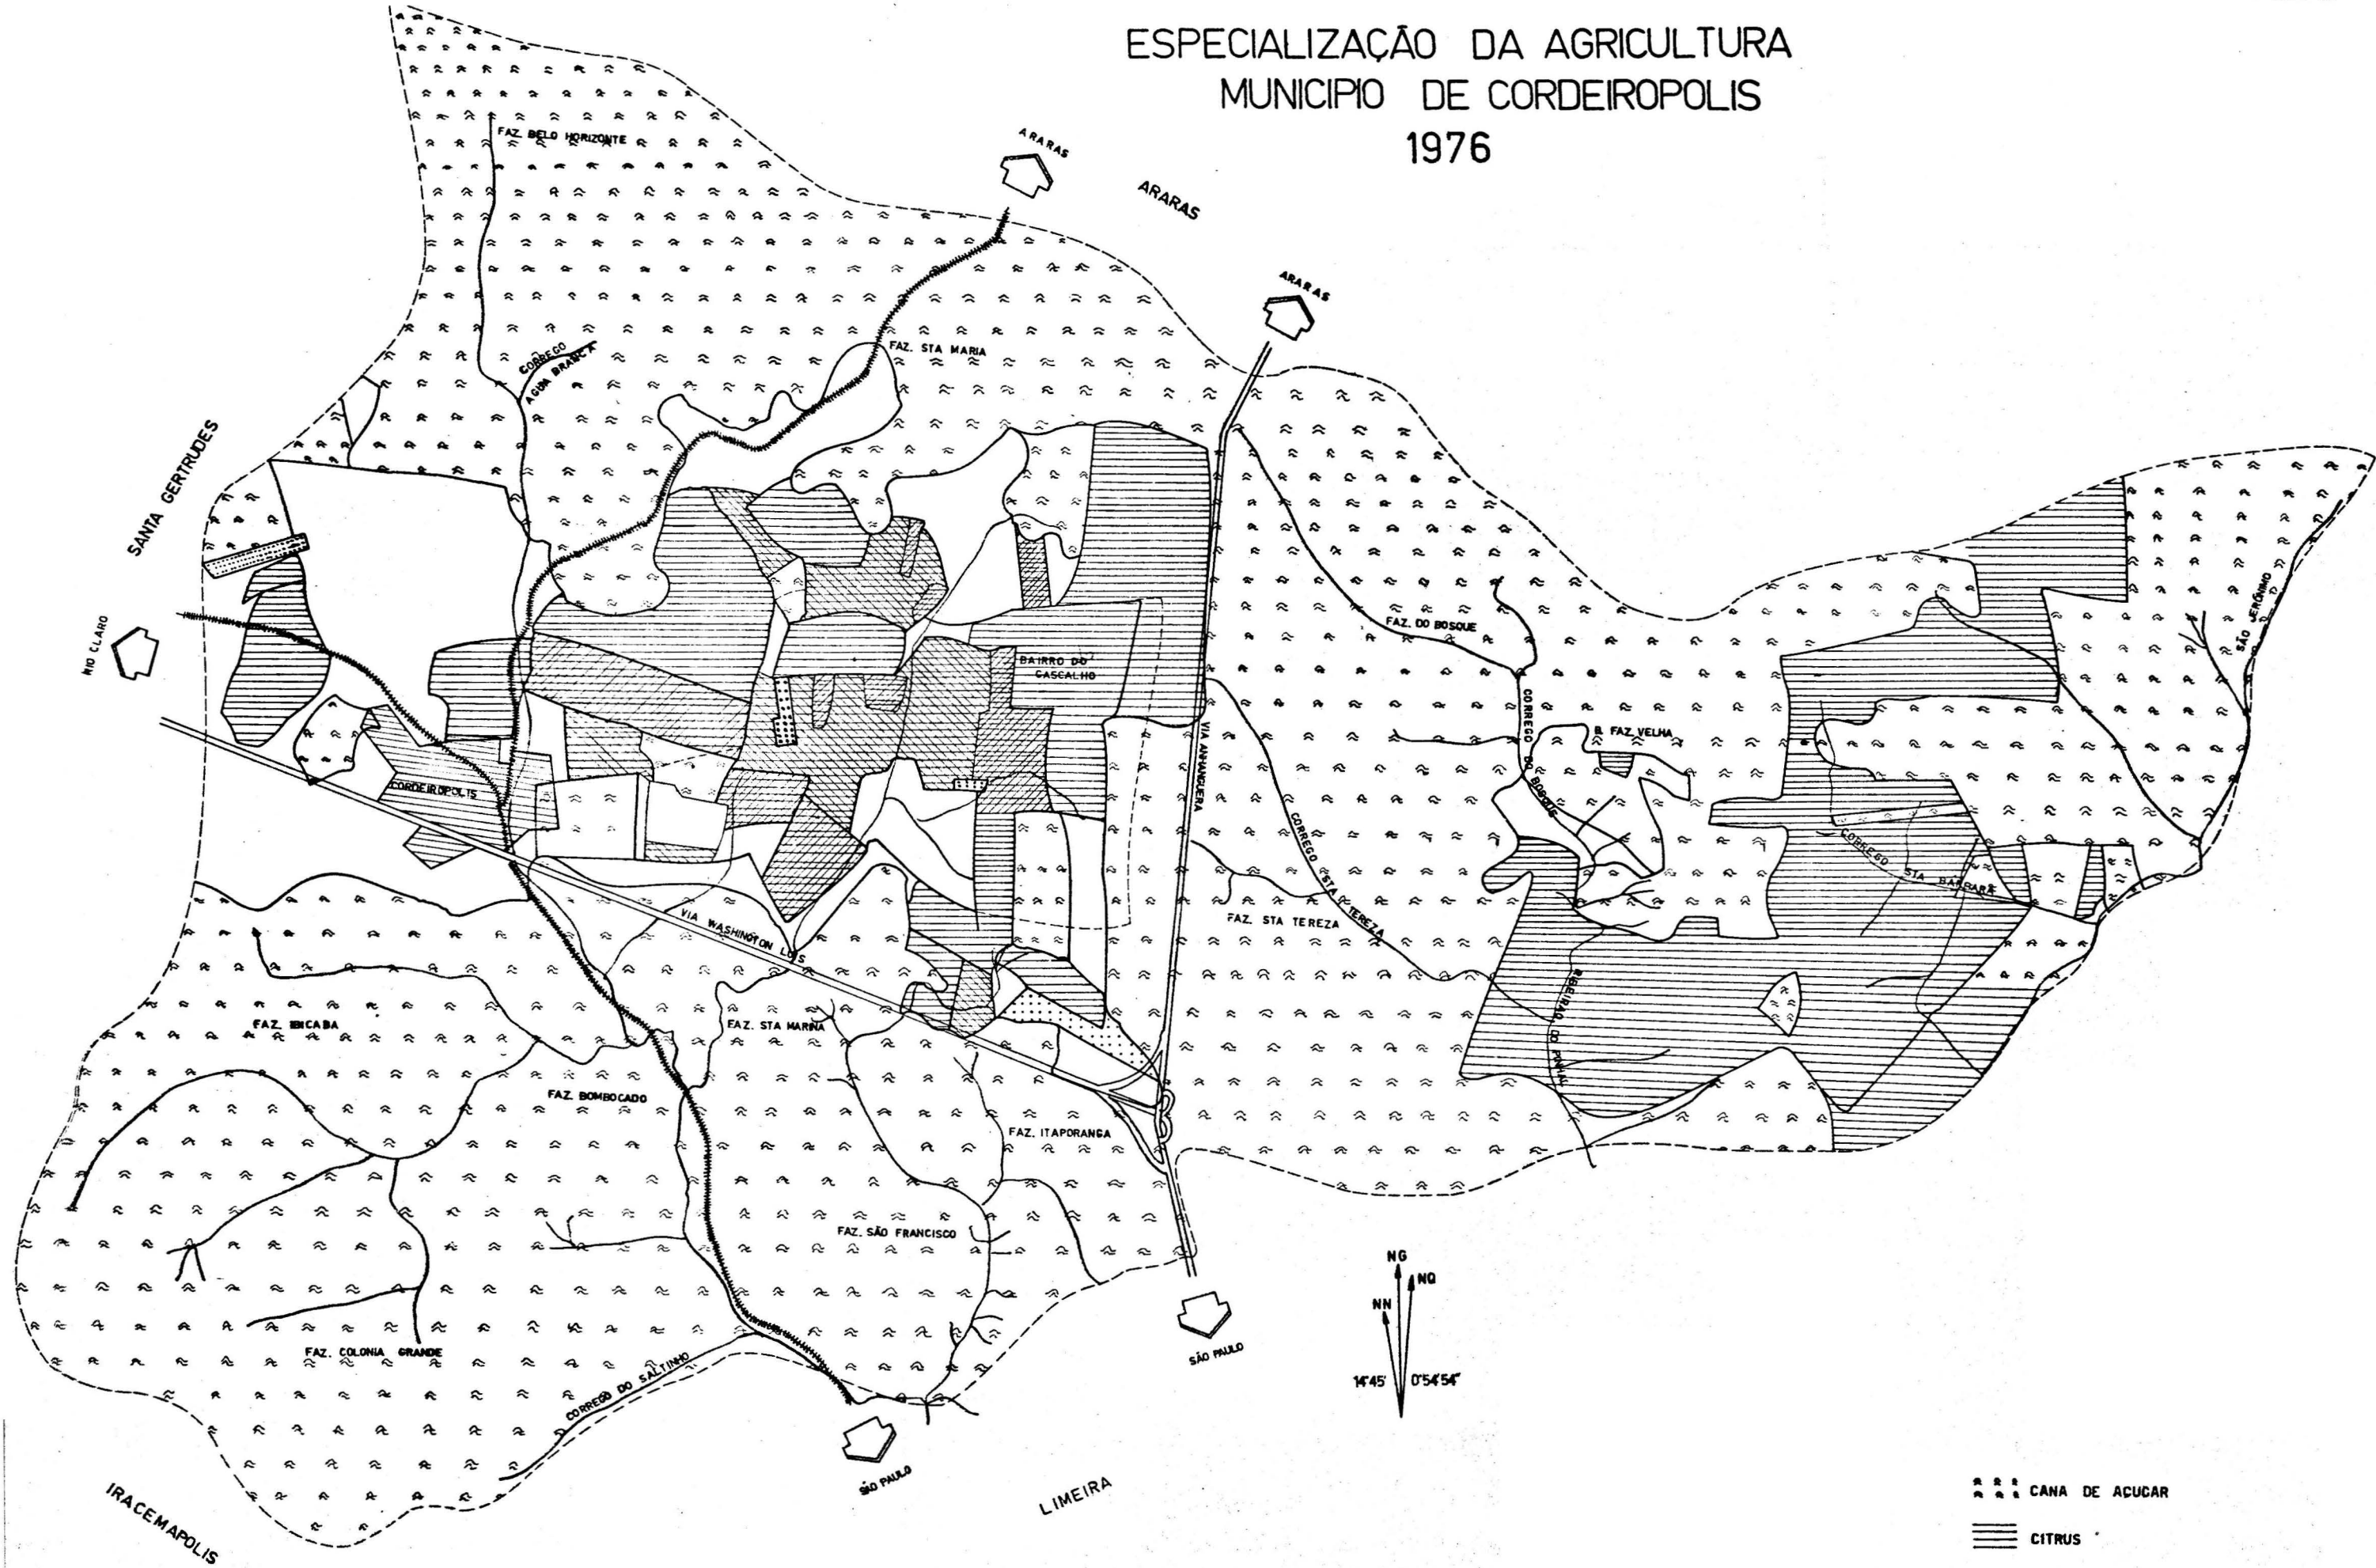 ESPECIALIZAÇÃO DA AGRICULTURA
MUNICIPIO DE CORDEIROPOLIS
1976
ARARAS
ARARAS
ARARAS
FAZ. BELO HORIZONTE
CORREGO
AGUA BRANCA
FAZ. STA MARIA
SANTA GERTRUDES
RIO CLARO
CORDEIROPOLIS
BAIRRO DO
CASCALHO
VIA ANHANGUERA
FAZ. DO BOSQUE
CORREGO DO BOSQUE
B. FAZ. VELHA
SÃO JERÔNIMO
CORREGO STA BARBARA
CORREGO STA TEREZA
FAZ. STA TEREZA
RIBEIRÃO DO PINHAL
VIA WASHINGTON LUIS
FAZ. IBICABA
FAZ. STA MARINA
FAZ. BOMBOCADO
FAZ. ITAPORANGA
FAZ. SÃO FRANCISCO
FAZ. COLONIA GRANDE
CORREGO DO SALTINHO
SÃO PAULO
SÃO PAULO
NG
NQ
NN
14°45'
0°54'54"
LIMEIRA
IRACEMAPOLIS
CANA DE ACUCAR
CITRUS